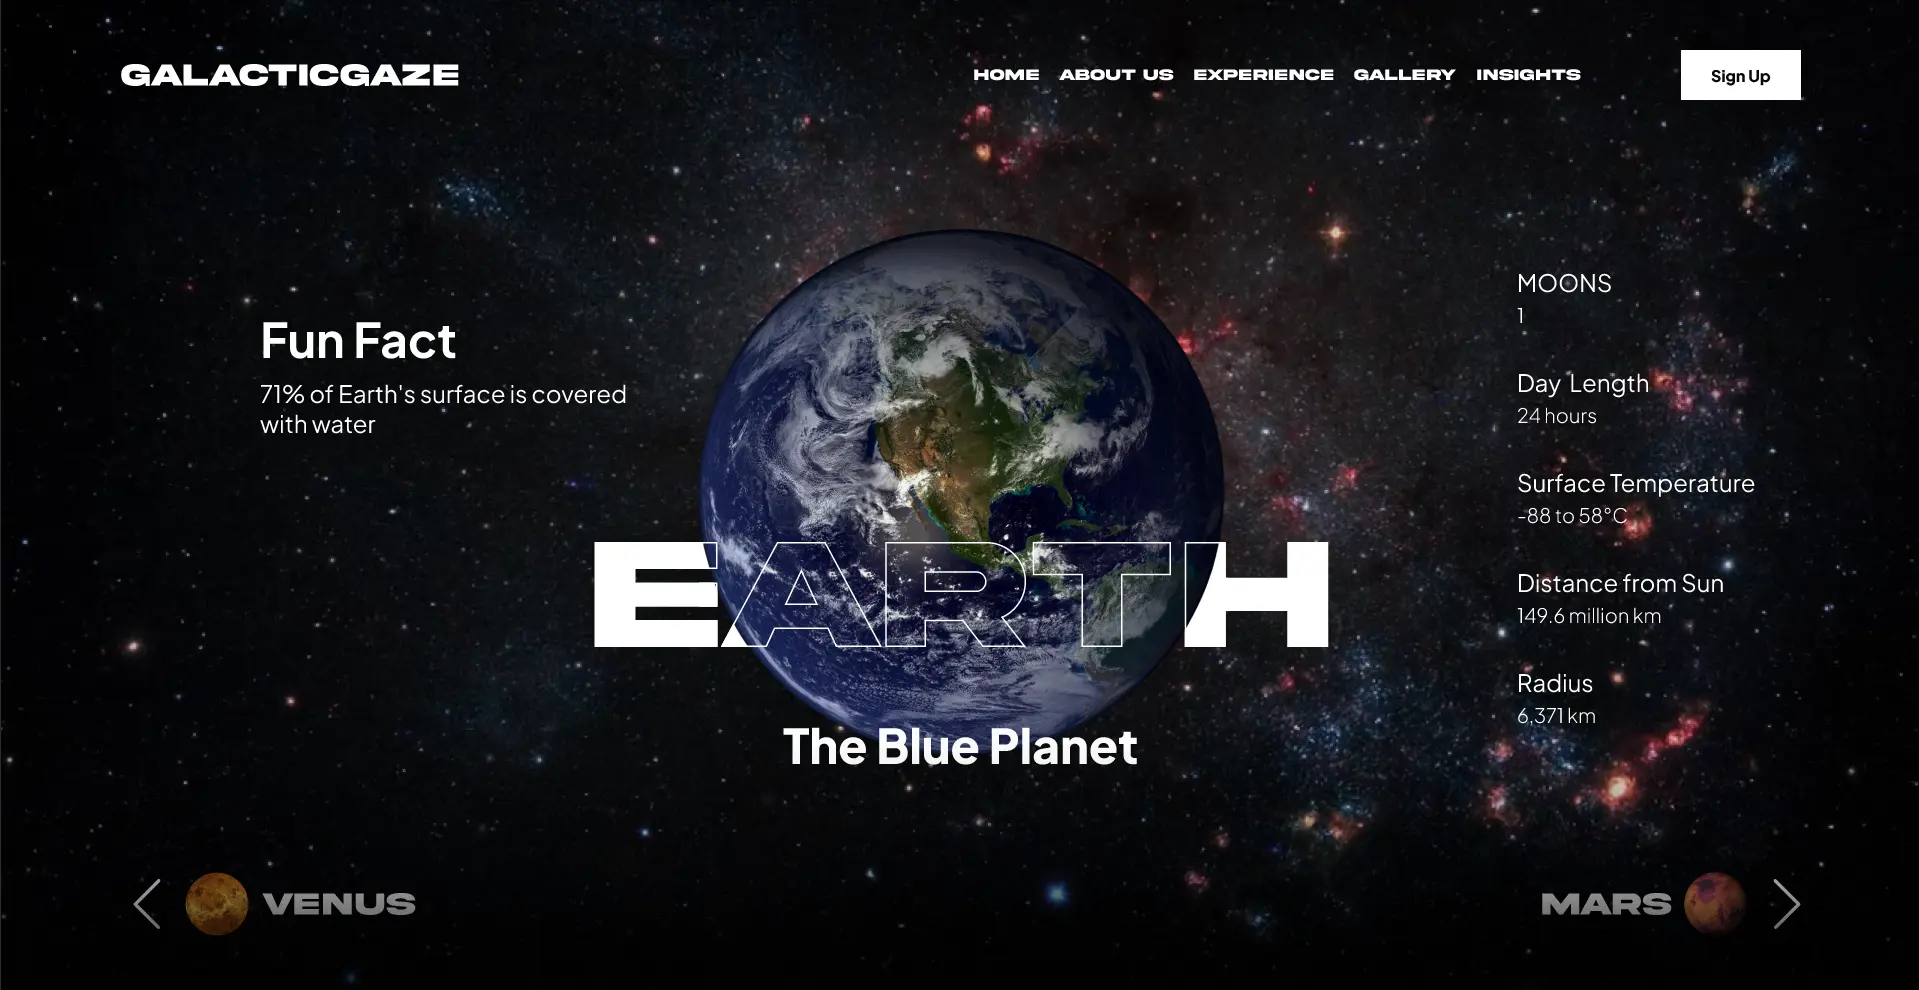 GALACTICGAZE
HOME ABOUT US EXPERIENCE GALLERY INSIGHTS
Sign Up
Fun Fact
71% of Earth's surface is covered
with water
EARTH
The Blue Planet
MOONS
1
Day Length
24 hours
Surface Temperature
-88 to 58°C
Distance from Sun
149.6 million km
Radius
6,371 km
VENUS
MARS